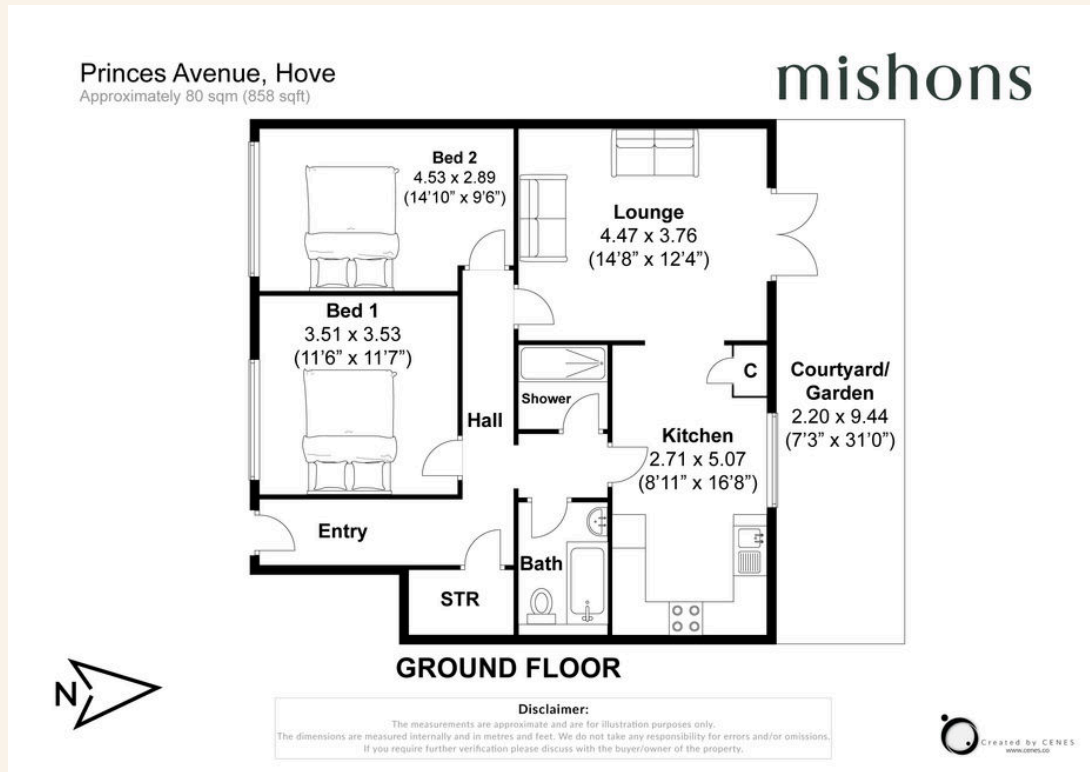 Princes Avenue, Hove
Approximately 80 sqm (858 sqft)
mishons
Bed 2
4.53 x 2.89
(14'10" x 9'6")
Lounge
4.47 x 3.76
(14'8" x 12'4")
Bed 1
3.51 x 3.53
(11'6" x 11'7")
C
Courtyard/
Garden
2.20 x 9.44
(7'3" x 31'0")
Shower
Hall
Kitchen
2.71 x 5.07
(8'11" x 16'8")
Entry
Bath
STR
GROUND FLOOR
N
Disclaimer:
The measurements are approximate and are for illustration purposes only.
The dimensions are measured internally and in metres and feet. We do not take any responsibility for errors and/or omissions.
If you require further verification please discuss with the buyer/owner of the property.
Created by CENES
www.cenes.co